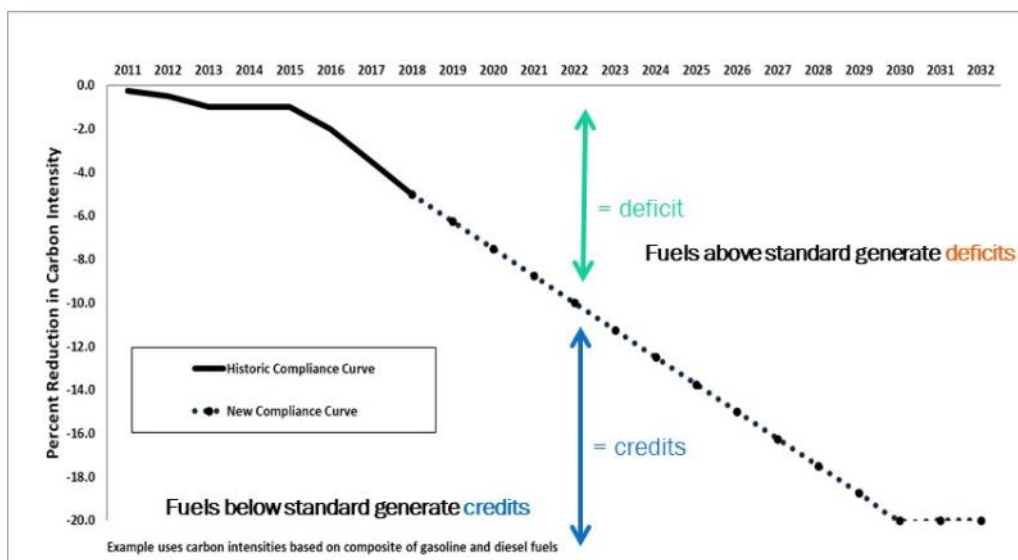 2011 2012 2013 2014 2015 2016 2017 2018 2019 2020 2021 2022 2023 2024 2025 2026 2027 2028 2029 2030 2031 2032
Percent Reduction in Carbon Intensity
0.0
-2.0
-4.0
-6.0
-8.0
-10.0
-12.0
-14.0
-16.0
-18.0
-20.0
= deficit
Fuels above standard generate deficits
Historic Compliance Curve
New Compliance Curve
= credits
Fuels below standard generate credits
Example uses carbon intensities based on composite of gasoline and diesel fuels